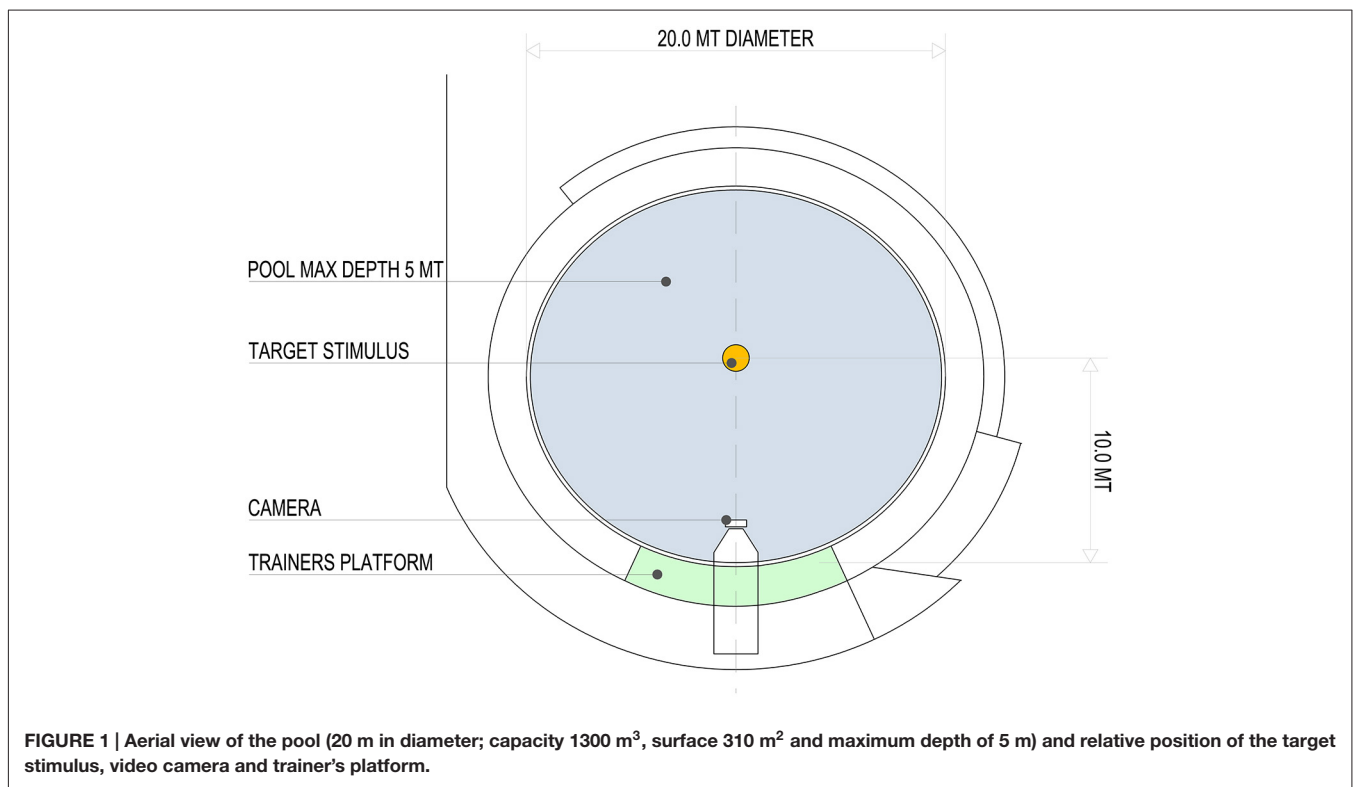 20.0 MT DIAMETER
POOL MAX DEPTH 5 MT
TARGET STIMULUS
10.0 MT
CAMERA
TRAINERS PLATFORM
FIGURE 1 | Aerial view of the pool (20 m in diameter; capacity 1300 m³, surface 310 m² and maximum depth of 5 m) and relative position of the target
stimulus, video camera and trainer's platform.